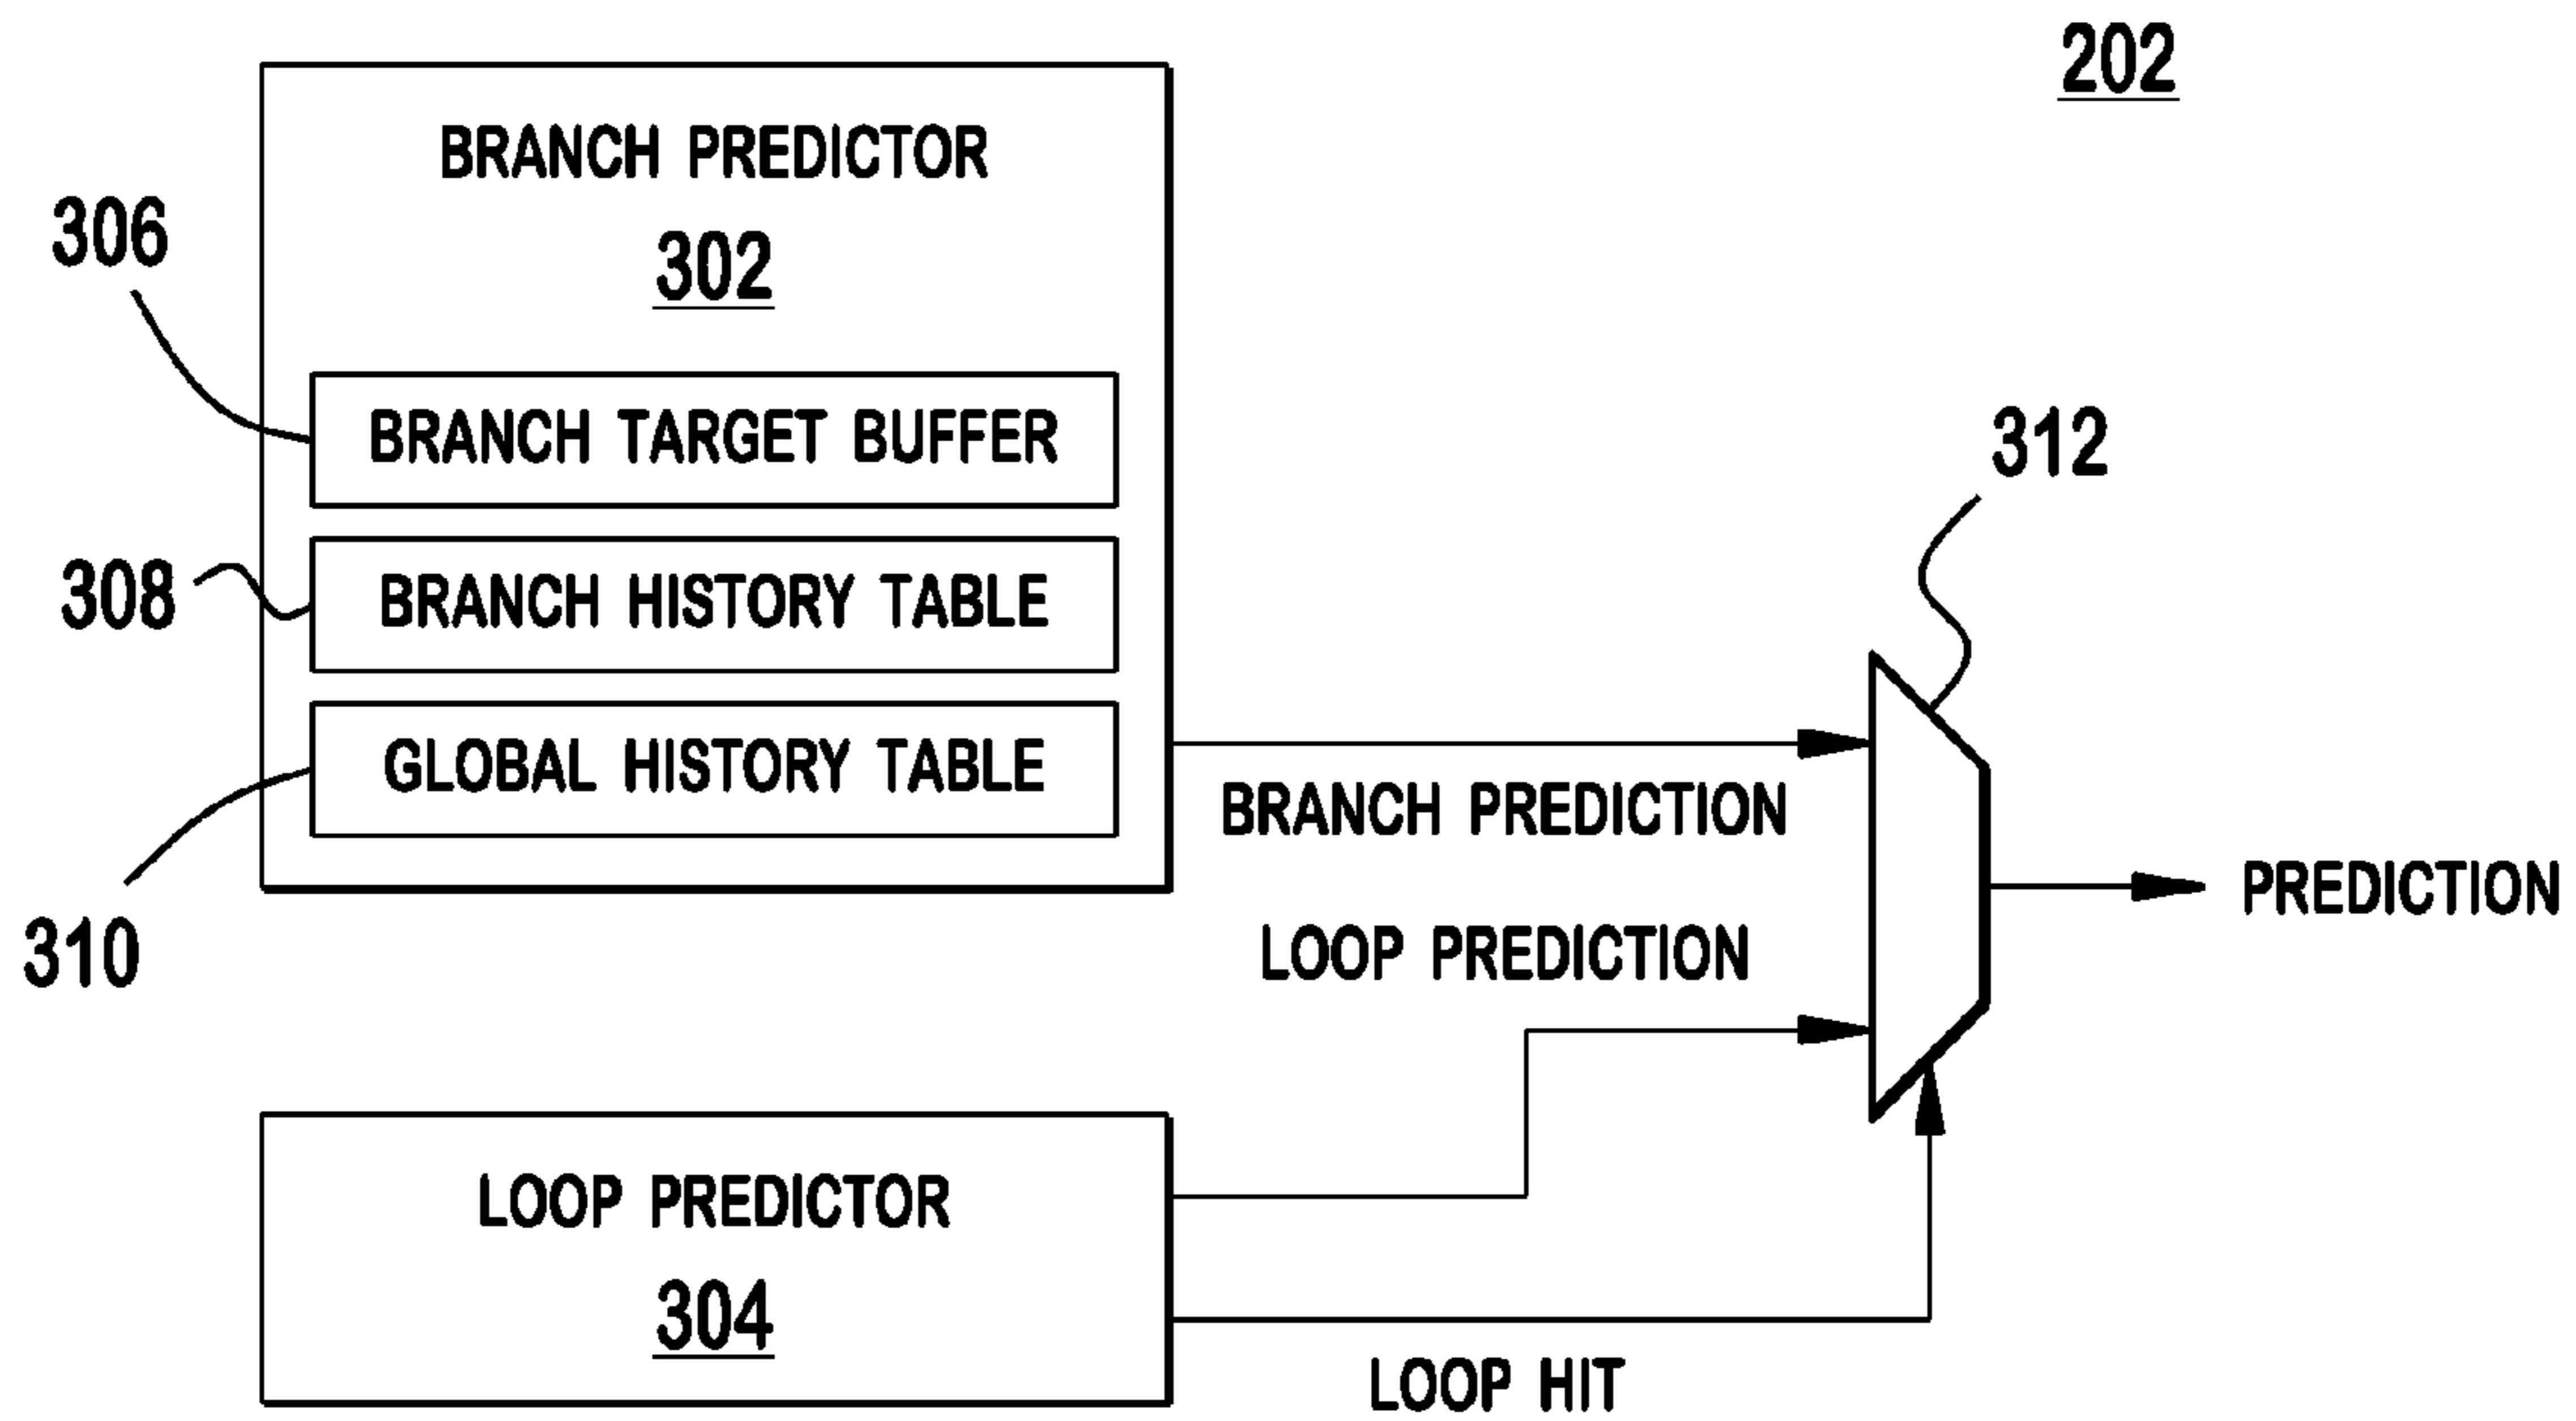 202
BRANCH PREDICTOR
302
306
BRANCH TARGET BUFFER
312
308
BRANCH HISTORY TABLE
GLOBAL HISTORY TABLE
BRANCH PREDICTION
PREDICTION
310
LOOP PREDICTION
LOOP PREDICTOR
304
LOOP HIT